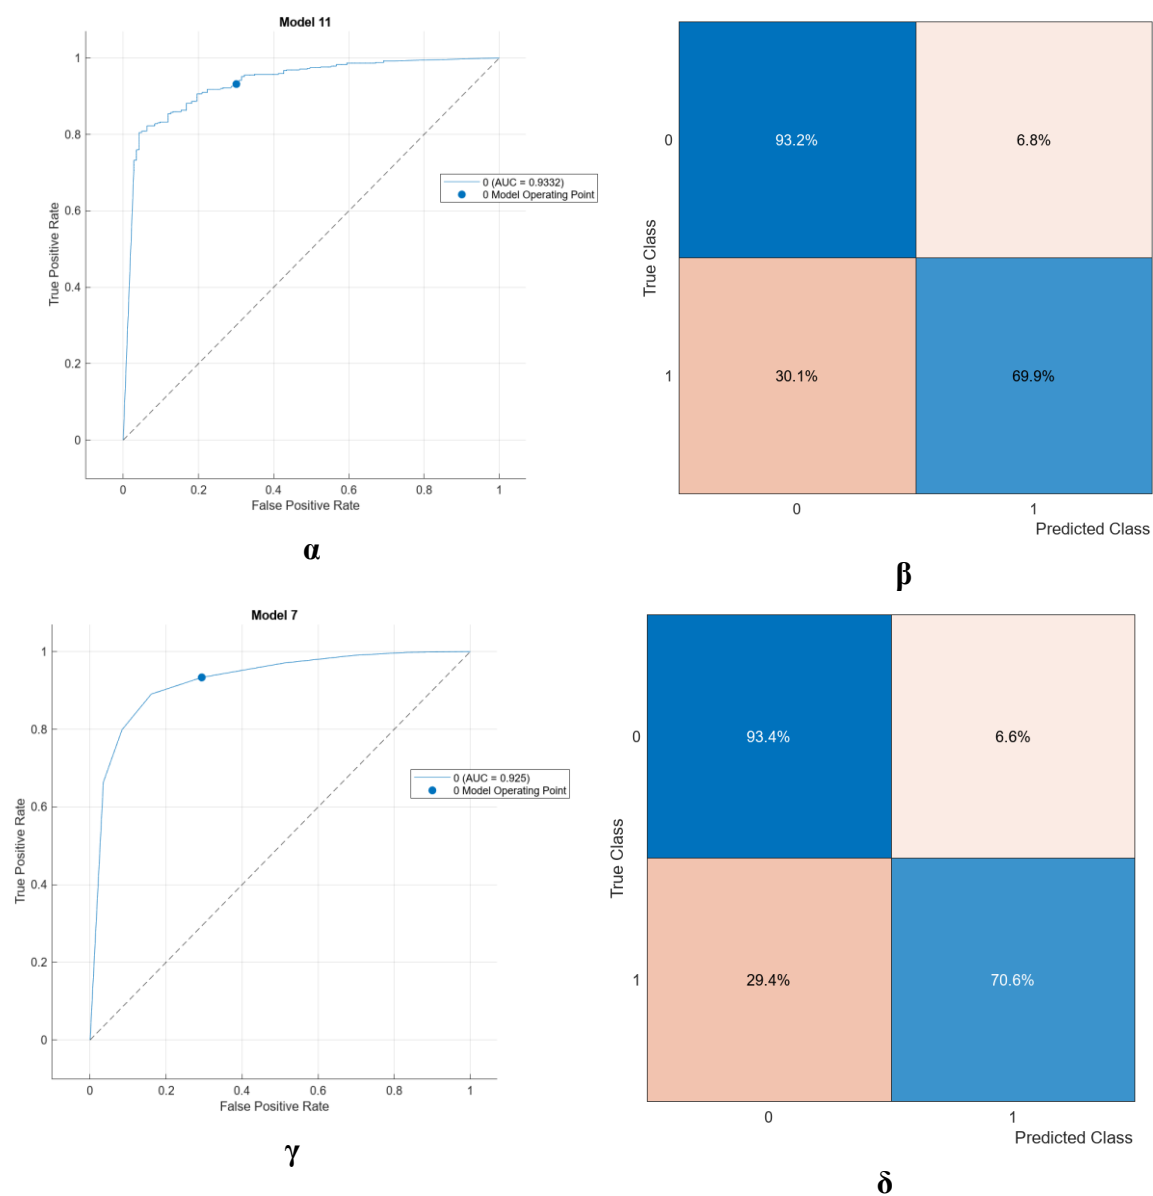 Model 11
1
0.8
0.6
0.4
0.2
0
True Positive Rate
0 (AUC = 0.9332)
0 Model Operating Point
0 0.2 0.4 0.6 0.8 1
False Positive Rate
α
True Class
0
93.2% 6.8%
1
30.1% 69.9%
0 1
Predicted Class
β
Model 7
1
0.8
0.6
0.4
0.2
0
True Positive Rate
0 (AUC = 0.925)
0 Model Operating Point
0 0.2 0.4 0.6 0.8 1
False Positive Rate
γ
True Class
0
93.4% 6.6%
1
29.4% 70.6%
0 1
Predicted Class
δ